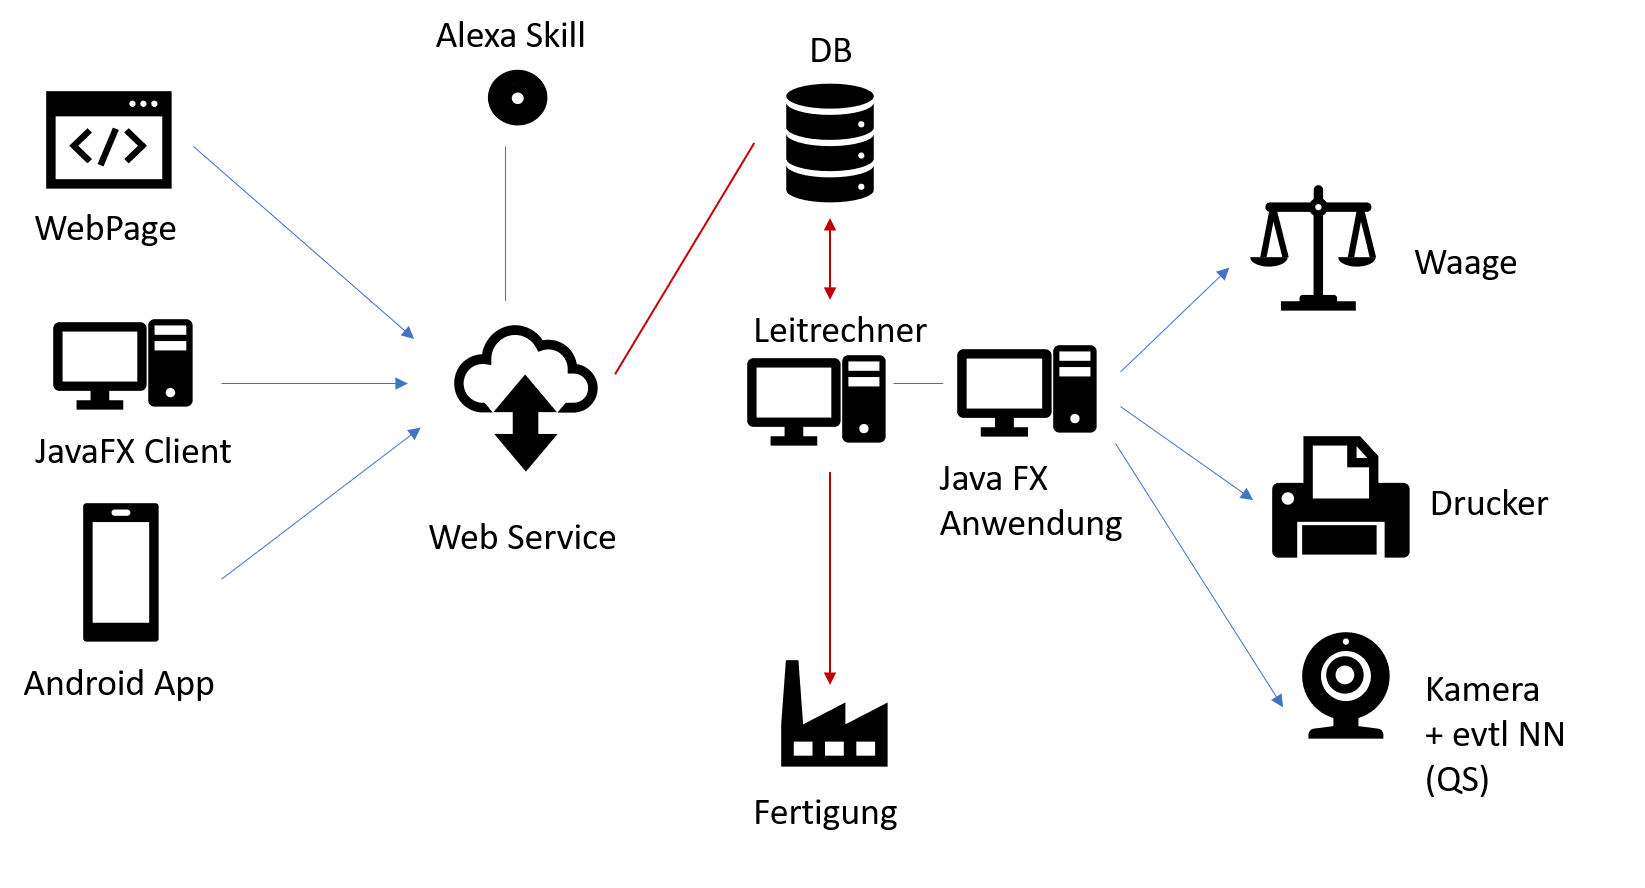 Alexa Skill
DB
WebPage
Waage
Leitrechner
JavaFX Client
Java FX
Anwendung
Drucker
Web Service
Android App
Kamera
+ evtl NN
(QS)
Fertigung